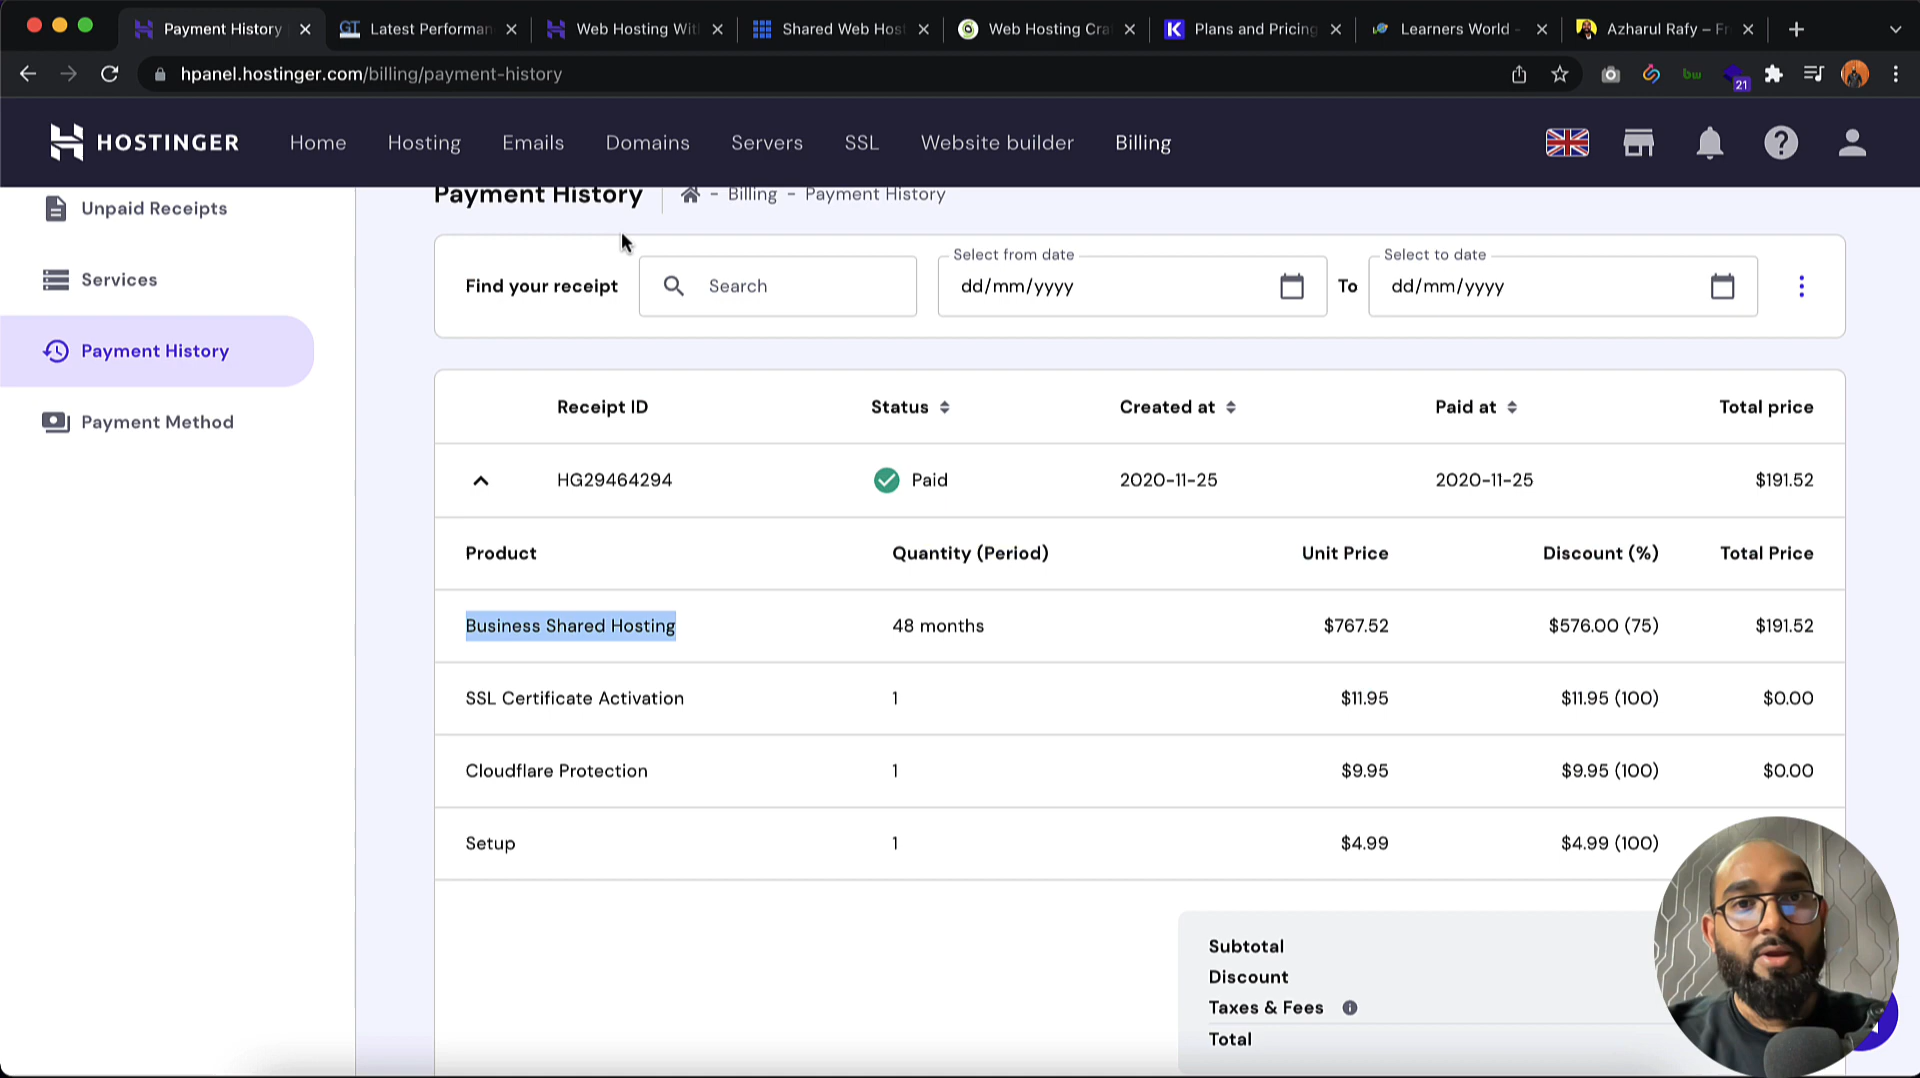 Payment History
Latest Performan
Web Hosting Wit
Shared Web Host
Web Hosting Cra
Plans and Pricing
Learners World -
Azharul Rafy – Fr
hpanel.hostinger.com/billing/payment-history
21
HOSTINGER
Home
Hosting
Emails
Domains
Servers
SSL
Website builder
Billing
Unpaid Receipts
Services
Payment History
Payment Method
Payment History
- Billing - Payment History
Find your receipt
Search
Select from date
dd/mm/yyyy
To
Select to date
dd/mm/yyyy
Receipt ID Status Created at Paid at Total price
HG29464294 Paid 2020-11-25 2020-11-25 $191.52
Product Quantity (Period) Unit Price Discount (%) Total Price
Business Shared Hosting 48 months $767.52 $576.00 (75) $191.52
SSL Certificate Activation 1 $11.95 $11.95 (100) $0.00
Cloudflare Protection 1 $9.95 $9.95 (100) $0.00
Setup 1 $4.99 $4.99 (100)
Subtotal
Discount
Taxes & Fees
Total